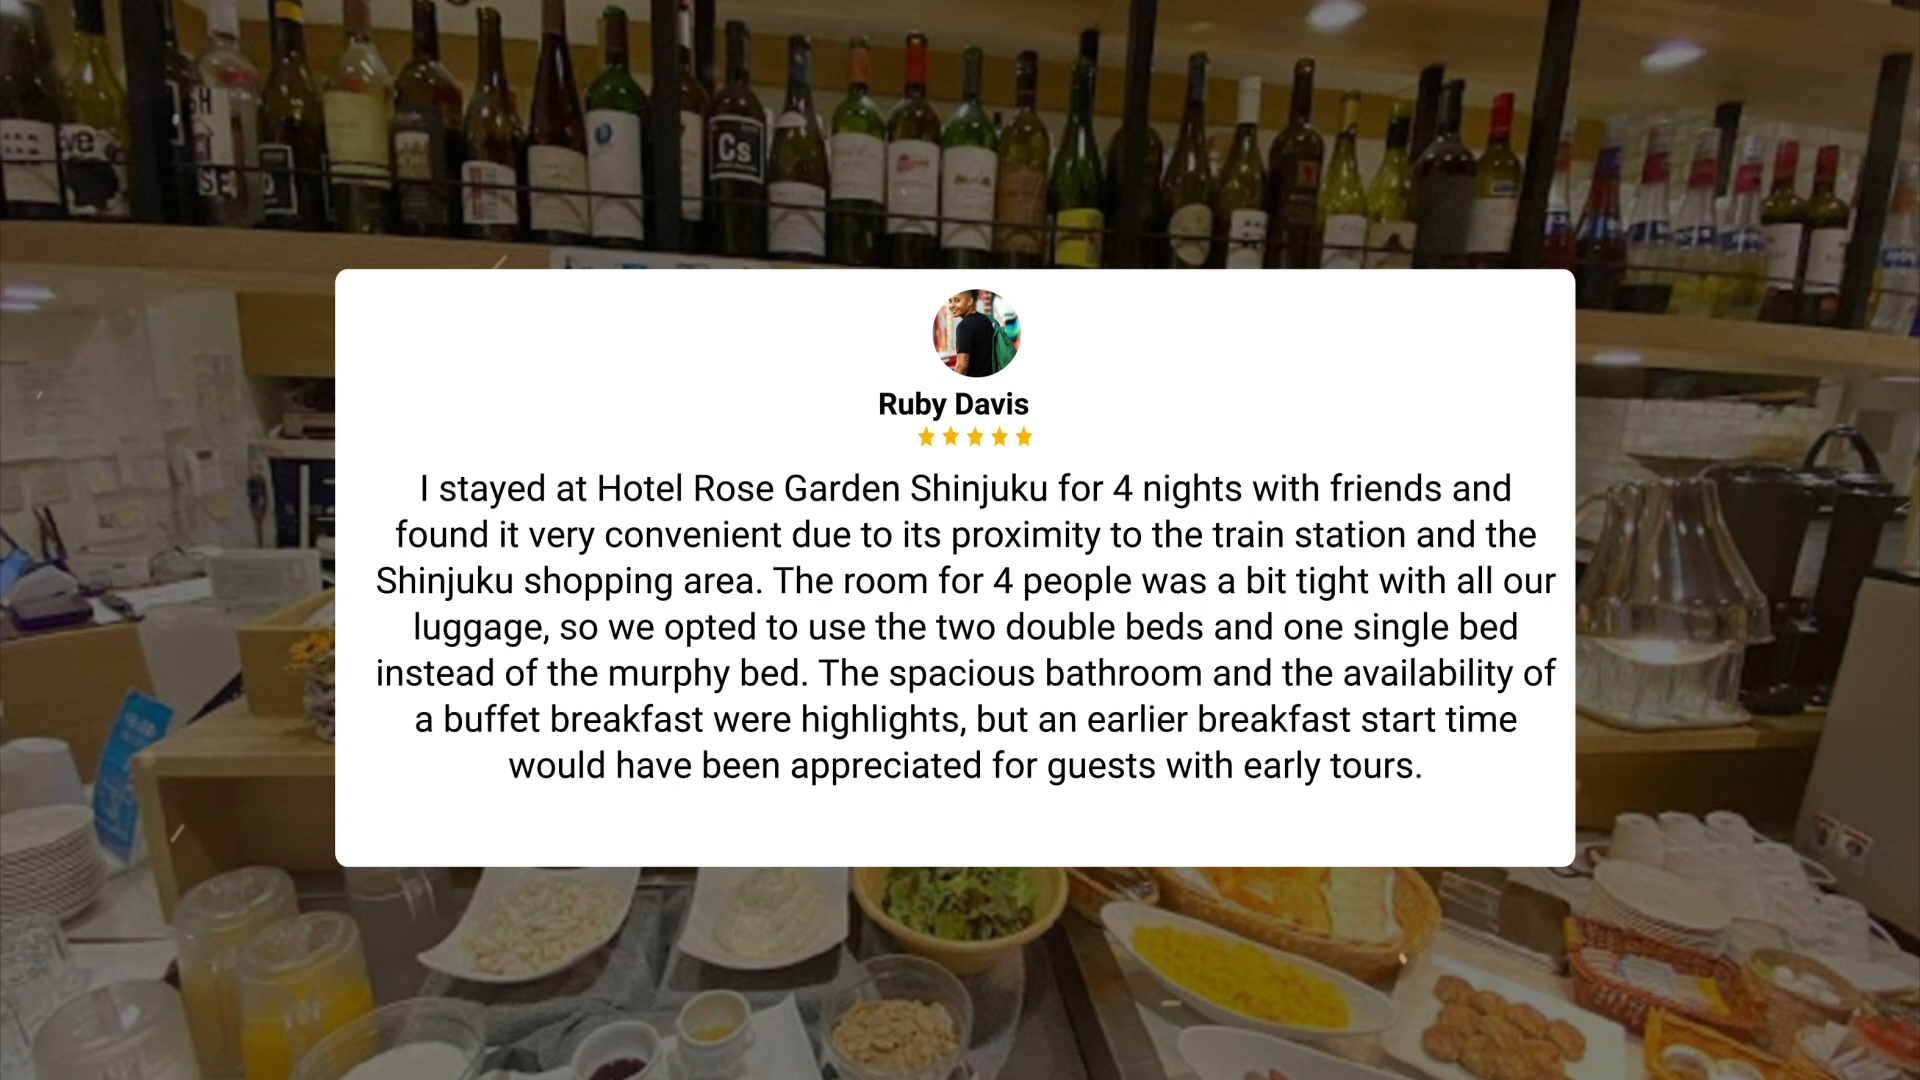 Cs
Ruby Davis
I stayed at Hotel Rose Garden Shinjuku for 4 nights with friends and
found it very convenient due to its proximity to the train station and the
Shinjuku shopping area. The room for 4 people was a bit tight with all our
luggage, so we opted to use the two double beds and one single bed
instead of the murphy bed. The spacious bathroom and the availability of
a buffet breakfast were highlights, but an earlier breakfast start time
would have been appreciated for guests with early tours.